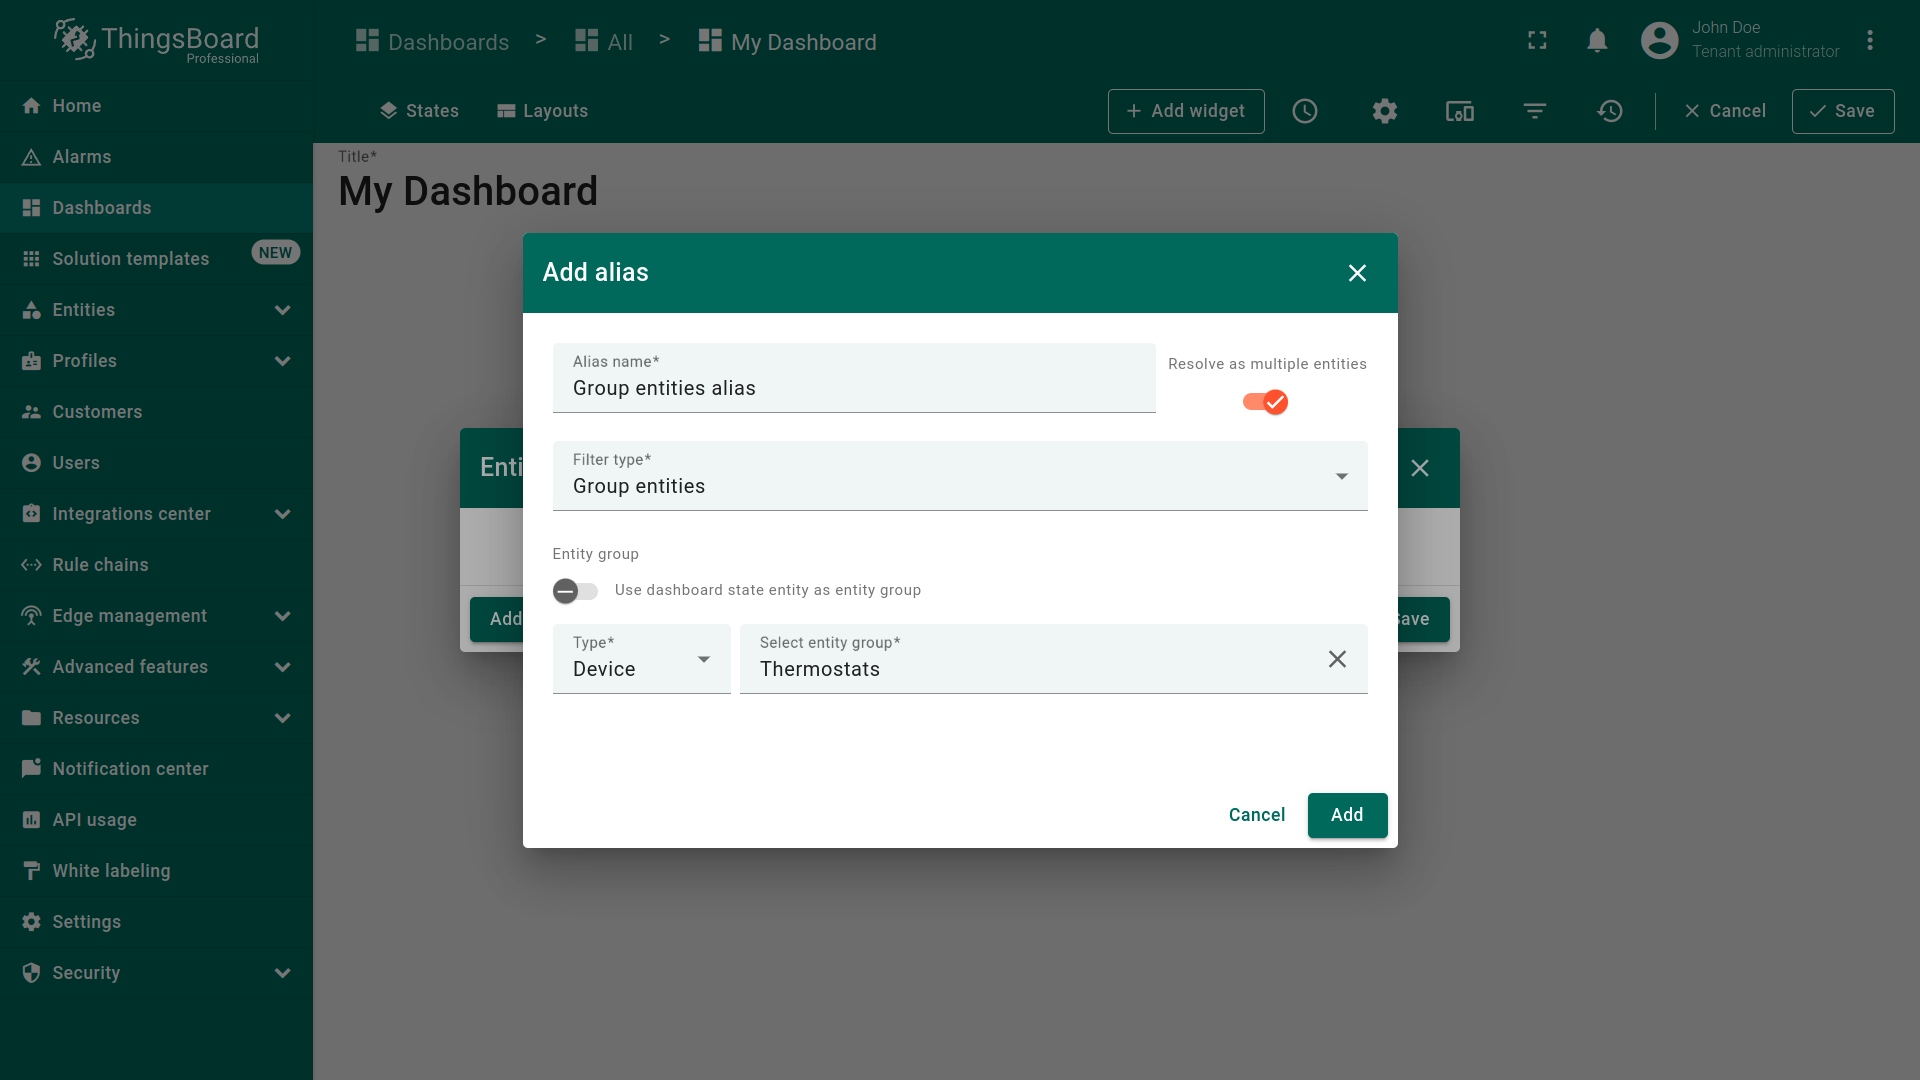 ThingsBoard
Professional
Home
Alarms
Dashboards
Solution templates
NEW
Entities
Profiles
Customers
Users
Integrations center
Rule chains
Edge management
Advanced features
Resources
Notification center
API usage
White labeling
Settings
Security
Dashboards > All > My Dashboard
John Doe
Tenant administrator
States
Layouts
Add widget
Cancel
Save
Title*
My Dashboard
Add alias
Alias name*
Group entities alias
Resolve as multiple entities
Filter type*
Group entities
Entity group
Use dashboard state entity as entity group
Type*
Device
Select entity group*
Thermostats
Cancel
Add
Enti
Add
ave